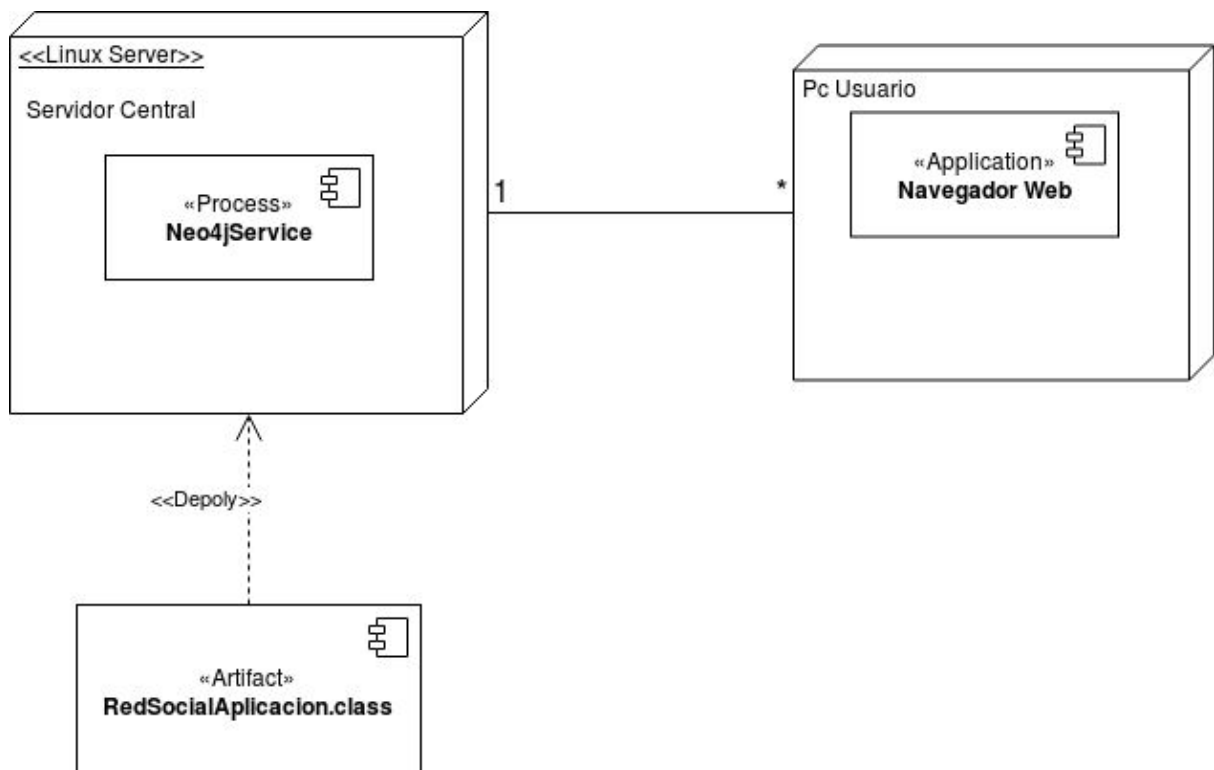 <<Linux Server>>
Servidor Central
«Process»
Neo4jService
1
*
Pc Usuario
«Application»
Navegador Web
<<Depoly>>
«Artifact»
RedSocialAplicacion.class